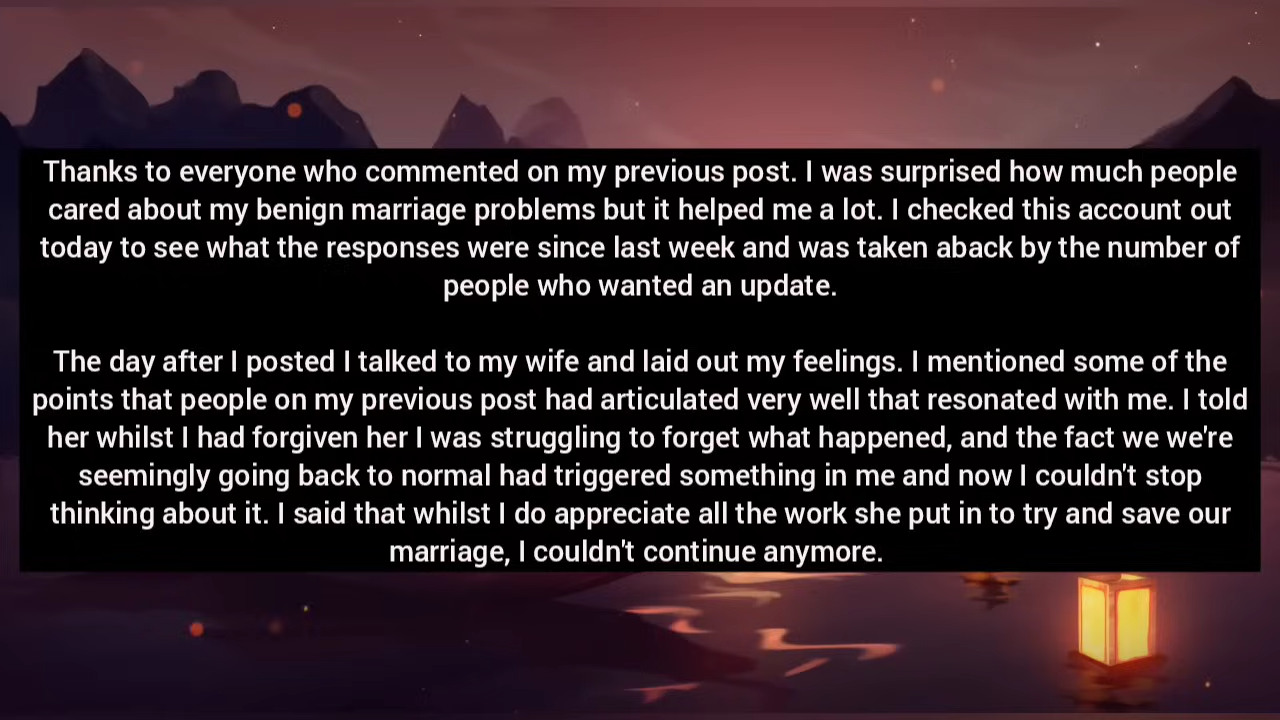 Thanks to everyone who commented on my previous post. I was surprised how much people
cared about my benign marriage problems but it helped me a lot. I checked this account out
today to see what the responses were since last week and was taken aback by the number of
people who wanted an update.
The day after I posted I talked to my wife and laid out my feelings. I mentioned some of the
points that people on my previous post had articulated very well that resonated with me. I told
her whilst I had forgiven her I was struggling to forget what happened, and the fact we we're
seemingly going back to normal had triggered something in me and now I couldn't stop
thinking about it. I said that whilst I do appreciate all the work she put in to try and save our
marriage, I couldn't continue anymore.